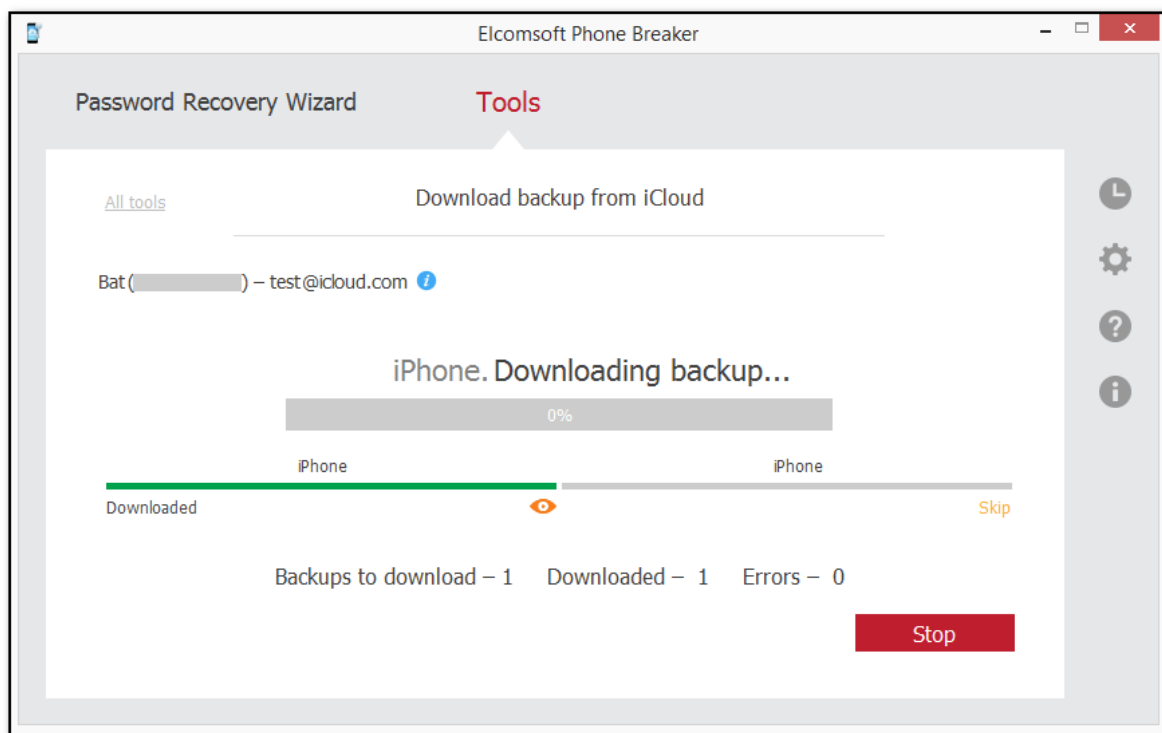 Elcomsoft Phone Breaker
Password Recovery Wizard Tools
All tools
Download backup from iCloud
Bat ( ) – test@icloud.com i
iPhone. Downloading backup...
0%
iPhone iPhone
Downloaded Skip
Backups to download – 1 Downloaded – 1 Errors – 0
Stop